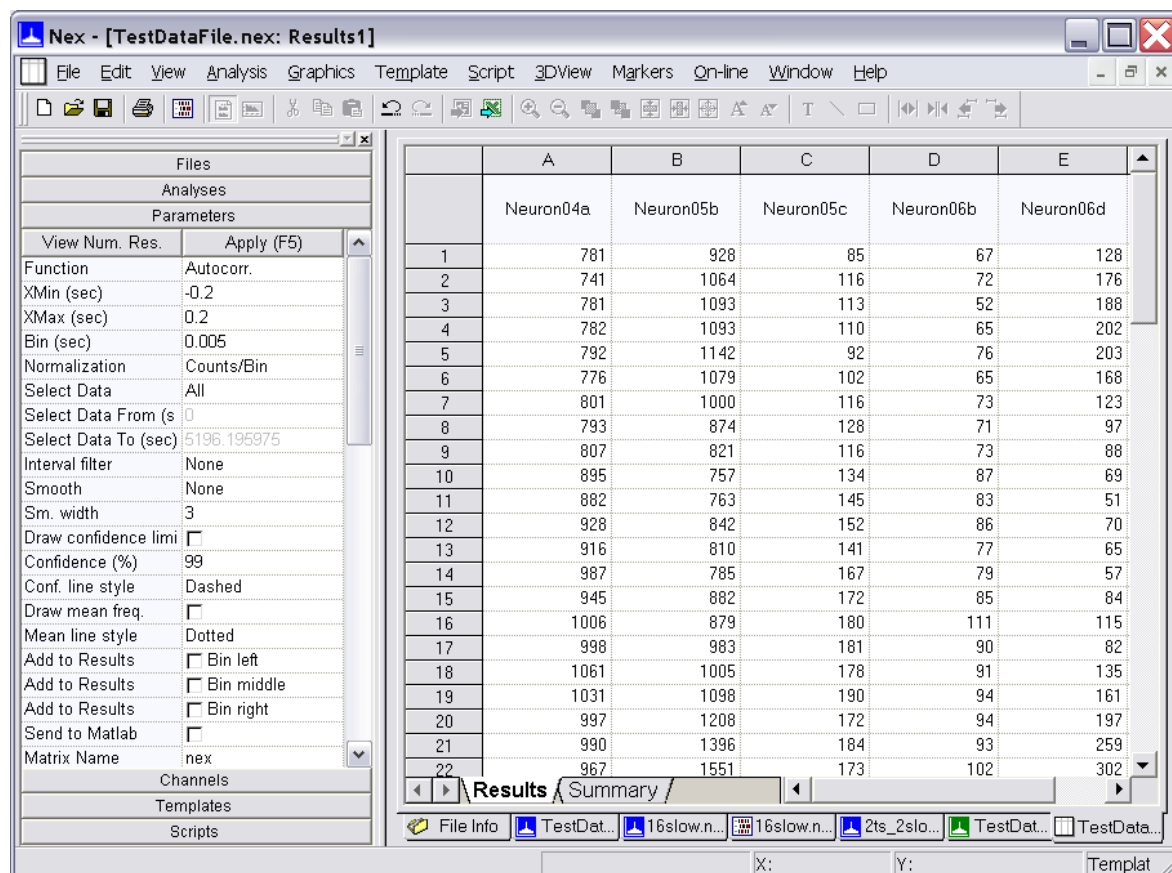 Nex - [TestDataFile.nex: Results1]
File Edit View Analysis Graphics Template Script 3DView Markers On-line Window Help
Files
Analyses
Parameters
View Num. Res. Apply (F5)
Function Autocorr.
XMin (sec) -0.2
XMax (sec) 0.2
Bin (sec) 0.005
Normalization Counts/Bin
Select Data All
Select Data From (s 0
Select Data To (sec) 5196.195975
Interval filter None
Smooth None
Sm. width 3
Draw confidence limi
Confidence (%) 99
Conf. line style Dashed
Draw mean freq.
Mean line style Dotted
Add to Results Bin left
Add to Results Bin middle
Add to Results Bin right
Send to Matlab
Matrix Name nex
Channels
Templates
Scripts
A B C D E
Neuron04a Neuron05b Neuron05c Neuron06b Neuron06d
1 781 928 85 67 128
2 741 1064 116 72 176
3 781 1093 113 52 188
4 782 1093 110 65 202
5 792 1142 92 76 203
6 776 1079 102 65 168
7 801 1000 116 73 123
8 793 874 128 71 97
9 807 821 116 73 88
10 895 757 134 87 69
11 882 763 145 83 51
12 928 842 152 86 70
13 916 810 141 77 65
14 987 785 167 79 57
15 945 882 172 85 84
16 1006 879 180 111 115
17 998 983 181 90 82
18 1061 1005 178 91 135
19 1031 1098 190 94 161
20 997 1208 172 94 197
21 990 1396 184 93 259
22 967 1551 173 102 302
Results Summary
File Info TestDat... 16slow.n... 16slow.n... 2ts_2slo... TestDat... TestData...
X: Y: Templat